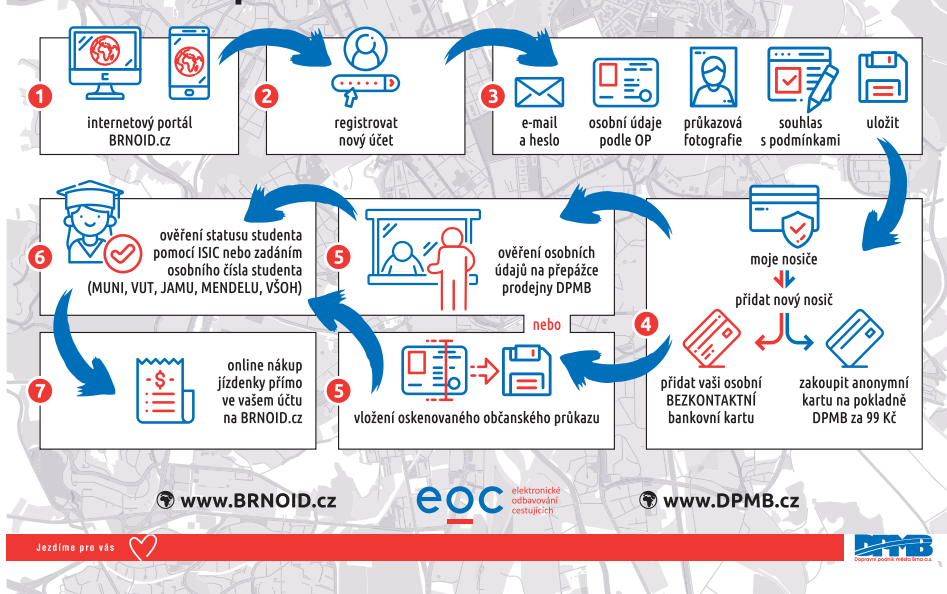 1
internetový portál
BRNOID.cz
2
registrovat
nový účet
3
e-mail
a heslo
osobní údaje
podle OP
průkazová
fotografie
souhlas
s podmínkami
uložit
moje nosiče
přidat nový nosič
4
přidat vaši osobní
BEZKONTAKTNÍ
bankovní kartu
zakoupit anonymní
kartu na pokladně
DPMB za 99 Kč
5
ověření osobních
údajů na přepážce
prodejny DPMB
nebo
5
vložení oskenovaného občanského průkazu
6
ověření statusu studenta
pomocí ISIC nebo zadáním
osobního čísla studenta
(MUNI, VUT, JAMU, MENDELU, VŠOH)
7
-$-
online nákup
jízdenky přímo
ve vašem účtu
na BRNOID.cz
www.BRNOID.cz
eoc
elektronické
odbavování
cestujících
www.DPMB.cz
Jezdíme pro vás
DPMB
Dopravní podnik města Brna a.s.